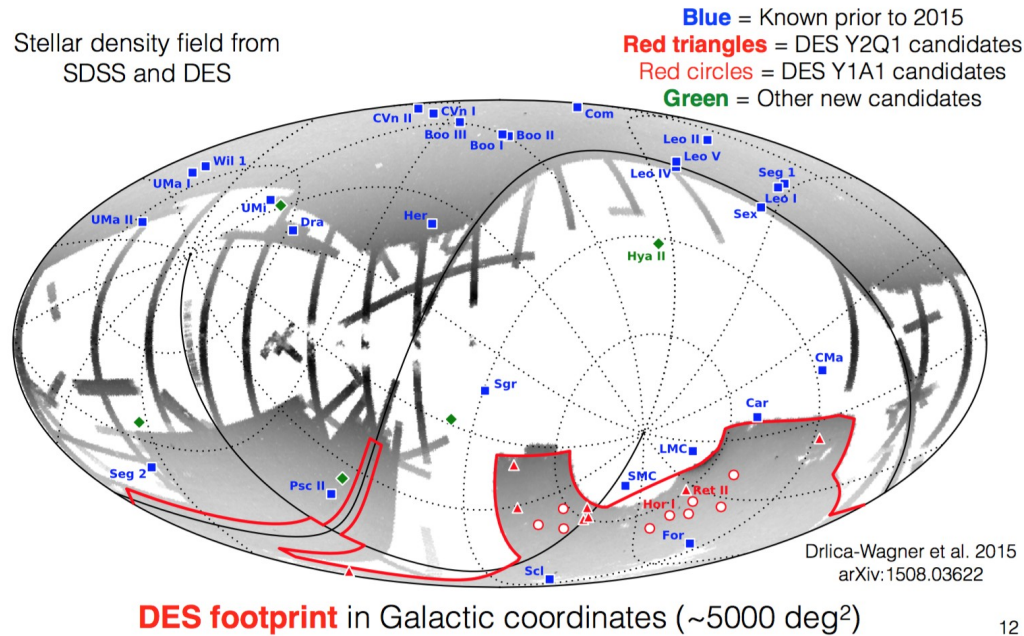 Stellar density field from
SDSS and DES
Blue = Known prior to 2015
Red triangles = DES Y2Q1 candidates
Red circles = DES Y1A1 candidates
Green = Other new candidates
CVn II
CVn I
Com
Boo III
Boo I
Boo II
Leo II
Leo V
Leo IV
Wil 1
UMa I
Seg 1
Leo I
UMi
Sex
UMa II
Dra
Her
Hya II
CMa
Sgr
Car
LMC
Seg 2
Psc II
SMC
Ret II
Hor I
For
Scl
Drlica-Wagner et al. 2015
arXiv:1508.03622
DES footprint in Galactic coordinates (~5000 deg²)
12